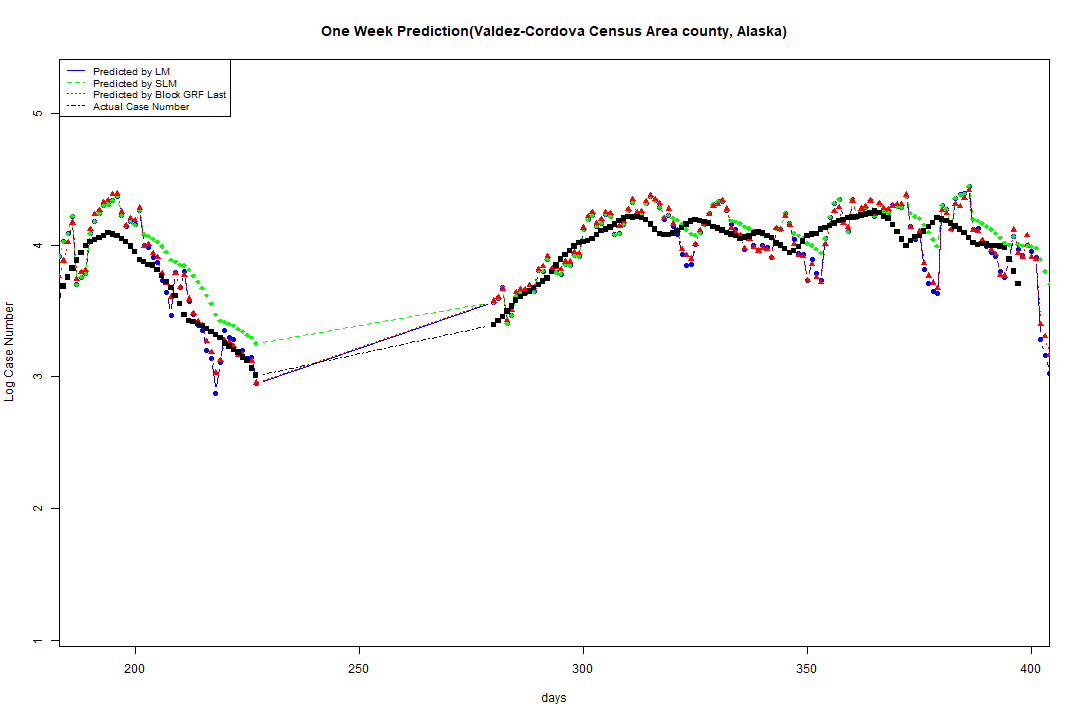 One Week Prediction(Valdez-Cordova Census Area county, Alaska)
Predicted by LM
Predicted by SLM
Predicted by Block GRF Last
Actual Case Number
5
4
3
2
1
Log Case Number
200 250 300 350 400
days